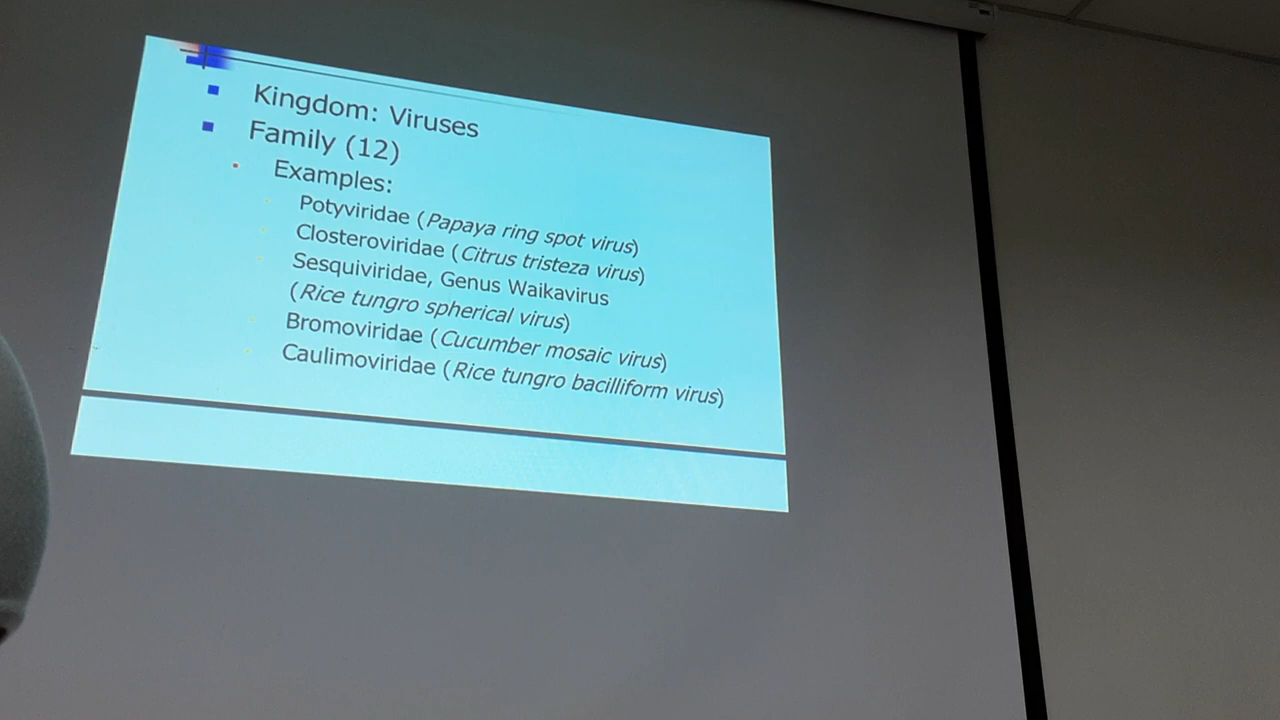 Kingdom: Viruses
Family (12)
Examples:
Potyviridae (Papaya ring spot virus)
Closteroviridae (Citrus tristeza virus)
Sesquiviridae, Genus Waikavirus
(Rice tungro spherical virus)
Bromoviridae (Cucumber mosaic virus)
Caulimoviridae (Rice tungro bacilliform virus)